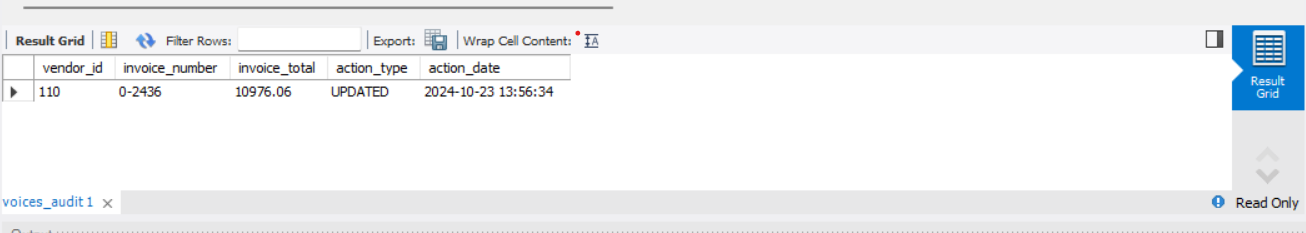 Result Grid Filter Rows: Export: Wrap Cell Content:
vendor_id invoice_number invoice_total action_type action_date
110 0-2436 10976.06 UPDATED 2024-10-23 13:56:34
Result
Grid
voices_audit 1
Read Only